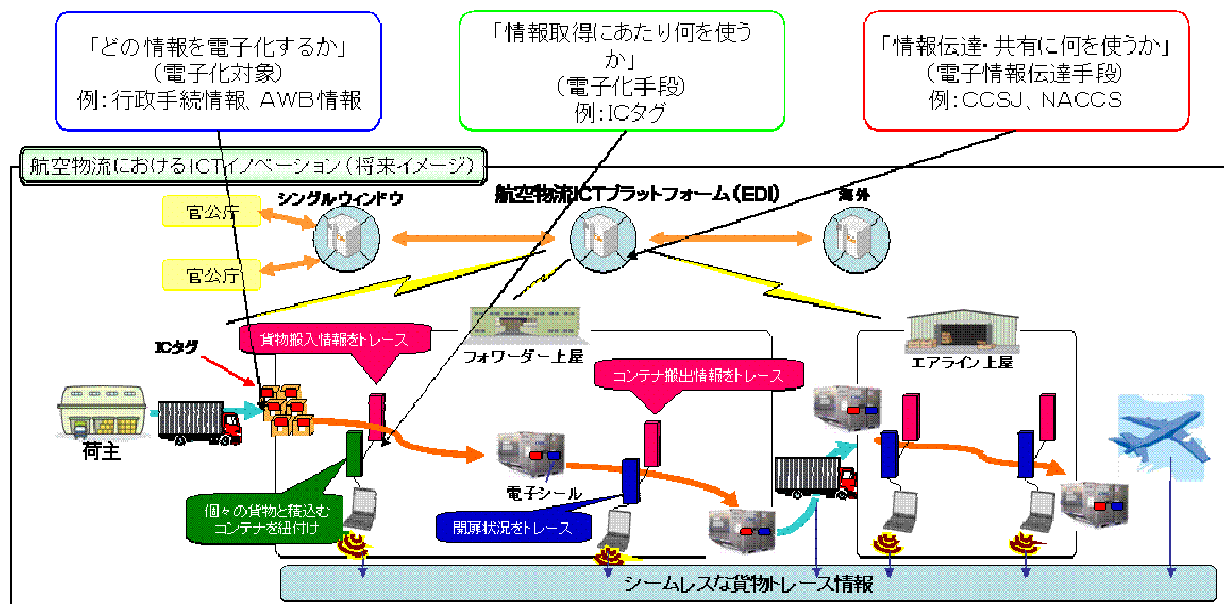 「どの情報を電子化するか」
（電子化対象）
例：行政手続情報、ＡＷＢ情報
「情報取得にあたり何を使う
か」
（電子化手段）
例：ICタグ
「情報伝達・共有に何を使うか」
（電子情報伝達手段）
例：CCSJ、NACCS
航空物流におけるICTイノベーション（将来イメージ）
官公庁
シングルウィンドウ
航空物流ICTプラットフォーム（EDI）
海外
官公庁
ICタグ
貨物搬入情報をトレース
フォワーダー上屋
コンテナ搬出情報をトレース
エアライン上屋
荷主
電子シール
個々の貨物と積込む
コンテナを紐付け
開扉状況をトレース
シームレスな貨物トレース情報